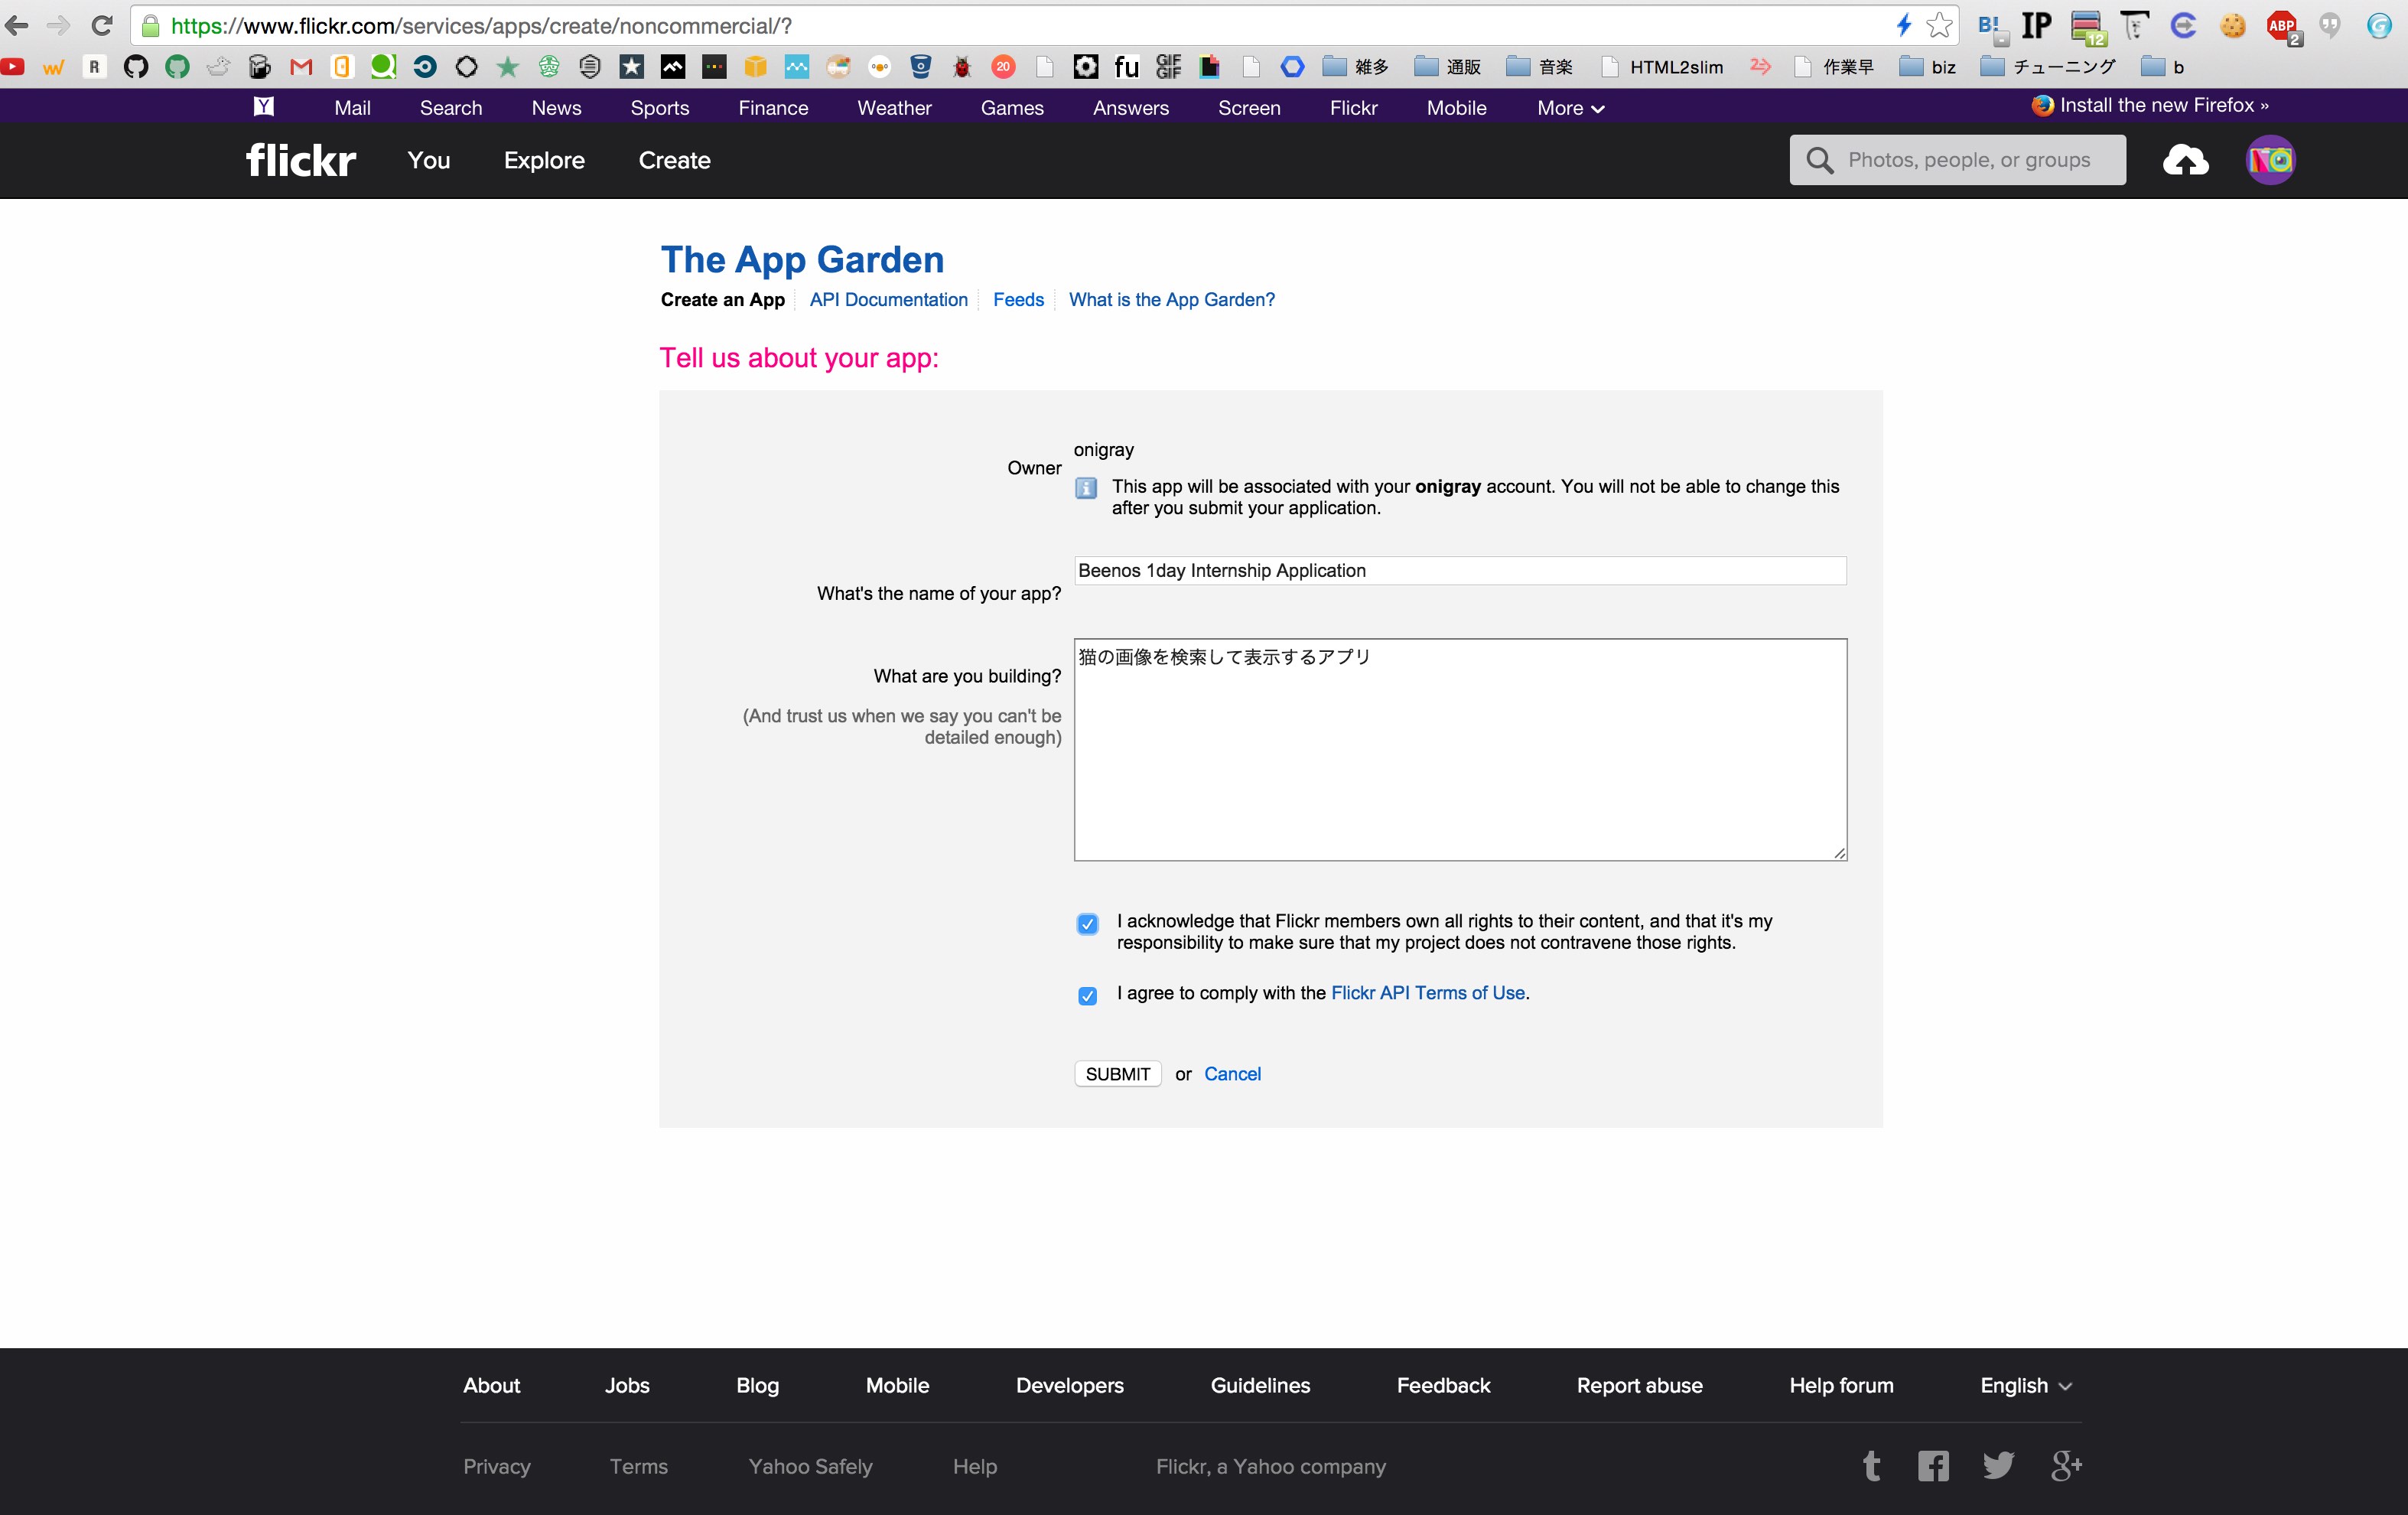 https://www.flickr.com/services/apps/create/noncommercial/?
B! IP 12 ABP 2
R 20 fu GIF GIF 雑多 通販 音楽 HTML2slim 作業早 biz チューニング b
Y Mail Search News Sports Finance Weather Games Answers Screen Flickr Mobile More Install the new Firefox »
flickr You Explore Create Photos, people, or groups
The App Garden
Create an App API Documentation Feeds What is the App Garden?
Tell us about your app:
onigray
Owner
This app will be associated with your onigray account. You will not be able to change this
after you submit your application.
Beenos 1day Internship Application
What's the name of your app?
猫の画像を検索して表示するアプリ
What are you building?
(And trust us when we say you can't be
detailed enough)
I acknowledge that Flickr members own all rights to their content, and that it's my
responsibility to make sure that my project does not contravene those rights.
I agree to comply with the Flickr API Terms of Use.
SUBMIT or Cancel
About Jobs Blog Mobile Developers Guidelines Feedback Report abuse Help forum English
Privacy Terms Yahoo Safely Help Flickr, a Yahoo company